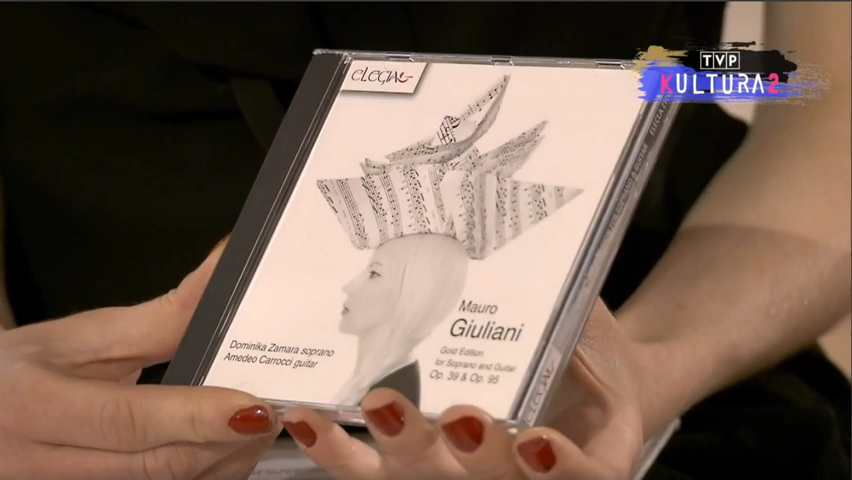 TVP
KULTURA2
eLEGIA
Mauro
Giuliani
Gold Edition
for Soprano and Guitar
Op. 39 & Op. 95
Dominika Zamara soprano
Amedeo Carrocci guitar